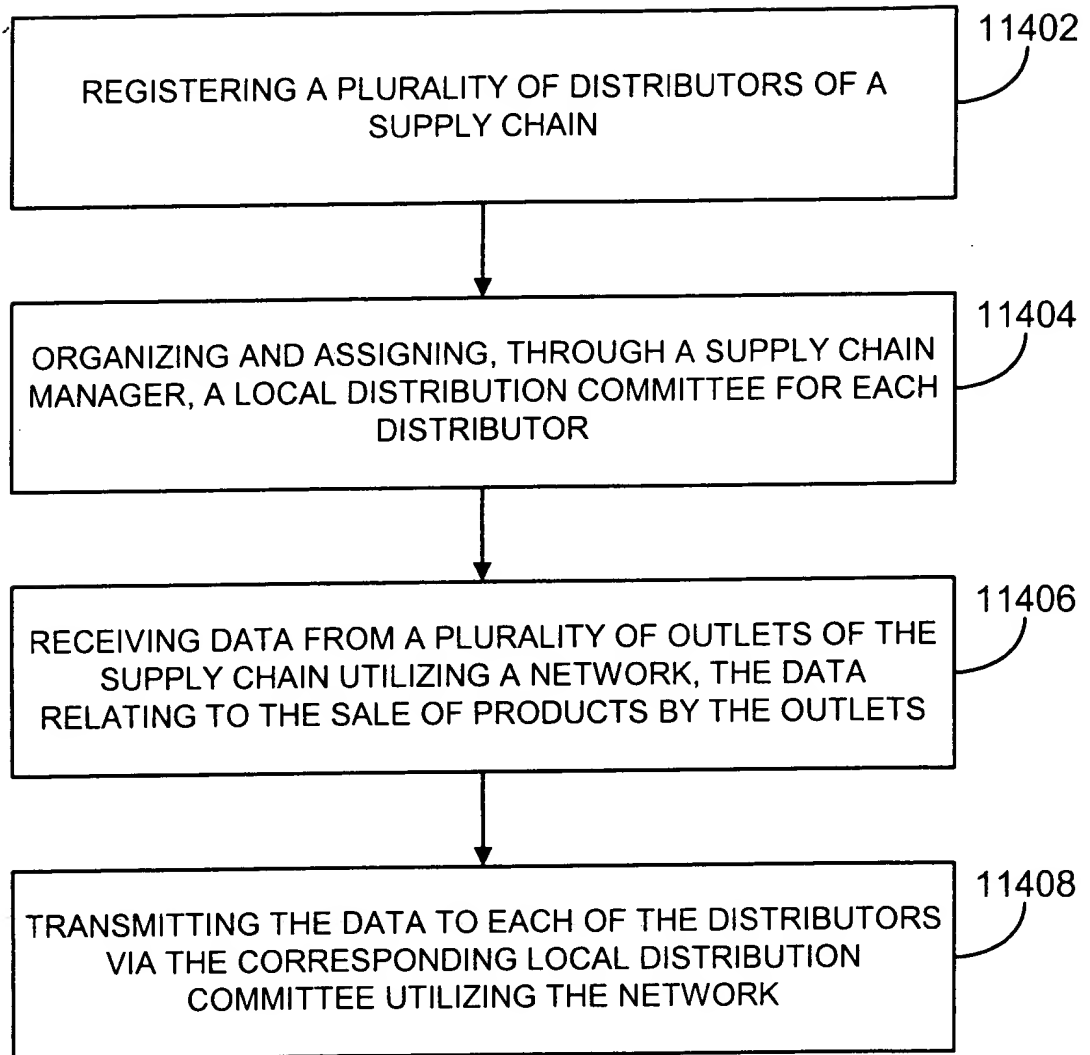 11402
REGISTERING A PLURALITY OF DISTRIBUTORS OF A
SUPPLY CHAIN
11404
ORGANIZING AND ASSIGNING, THROUGH A SUPPLY CHAIN
MANAGER, A LOCAL DISTRIBUTION COMMITTEE FOR EACH
DISTRIBUTOR
11406
RECEIVING DATA FROM A PLURALITY OF OUTLETS OF THE
SUPPLY CHAIN UTILIZING A NETWORK, THE DATA
RELATING TO THE SALE OF PRODUCTS BY THE OUTLETS
11408
TRANSMITTING THE DATA TO EACH OF THE DISTRIBUTORS
VIA THE CORRESPONDING LOCAL DISTRIBUTION
COMMITTEE UTILIZING THE NETWORK